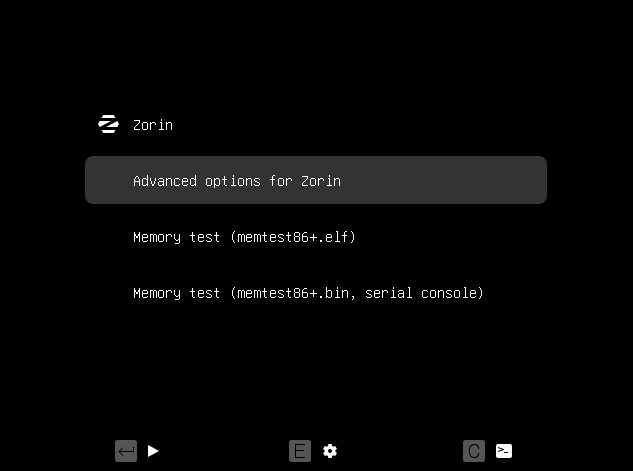 Zorin
Advanced options for Zorin
Memory test (memtest86+.elf)
Memory test (memtest86+.bin, serial console)
E
C